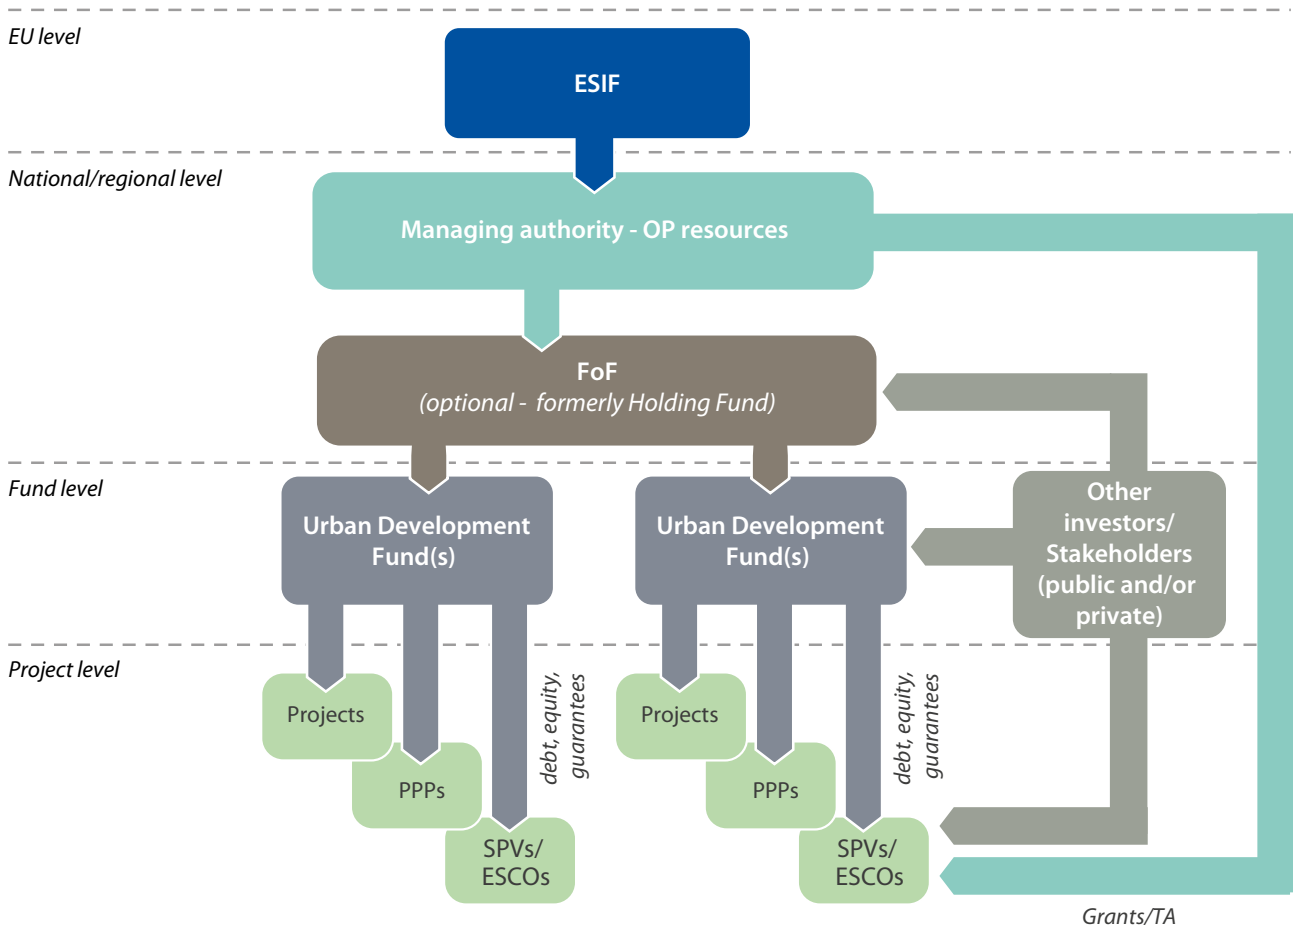 EU level
ESIF
National/regional level
Managing authority - OP resources
FoF
(optional - formerly Holding Fund)
Fund level
Urban Development
Fund(s)
Urban Development
Fund(s)
Other
investors/
Stakeholders
(public and/or
private)
Project level
Projects
PPPs
SPVs/
ESCOs
debt, equity,
guarantees
Projects
PPPs
SPVs/
ESCOs
debt, equity,
guarantees
Grants/TA